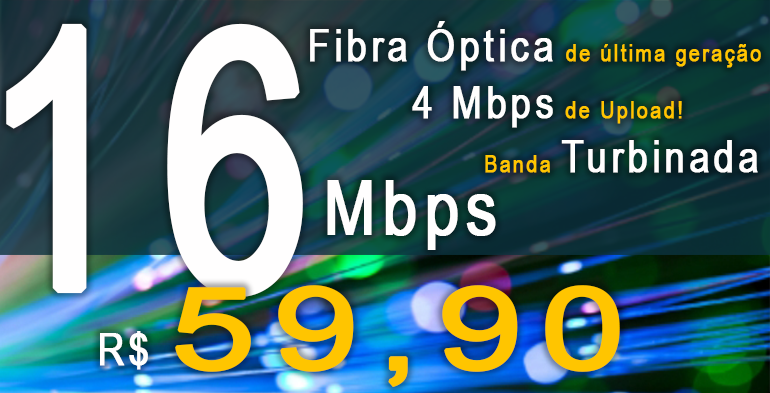 Fibra Óptica de última geração
4 Mbps de Upload!
Banda Turbinada
16 Mbps
R$ 59,90